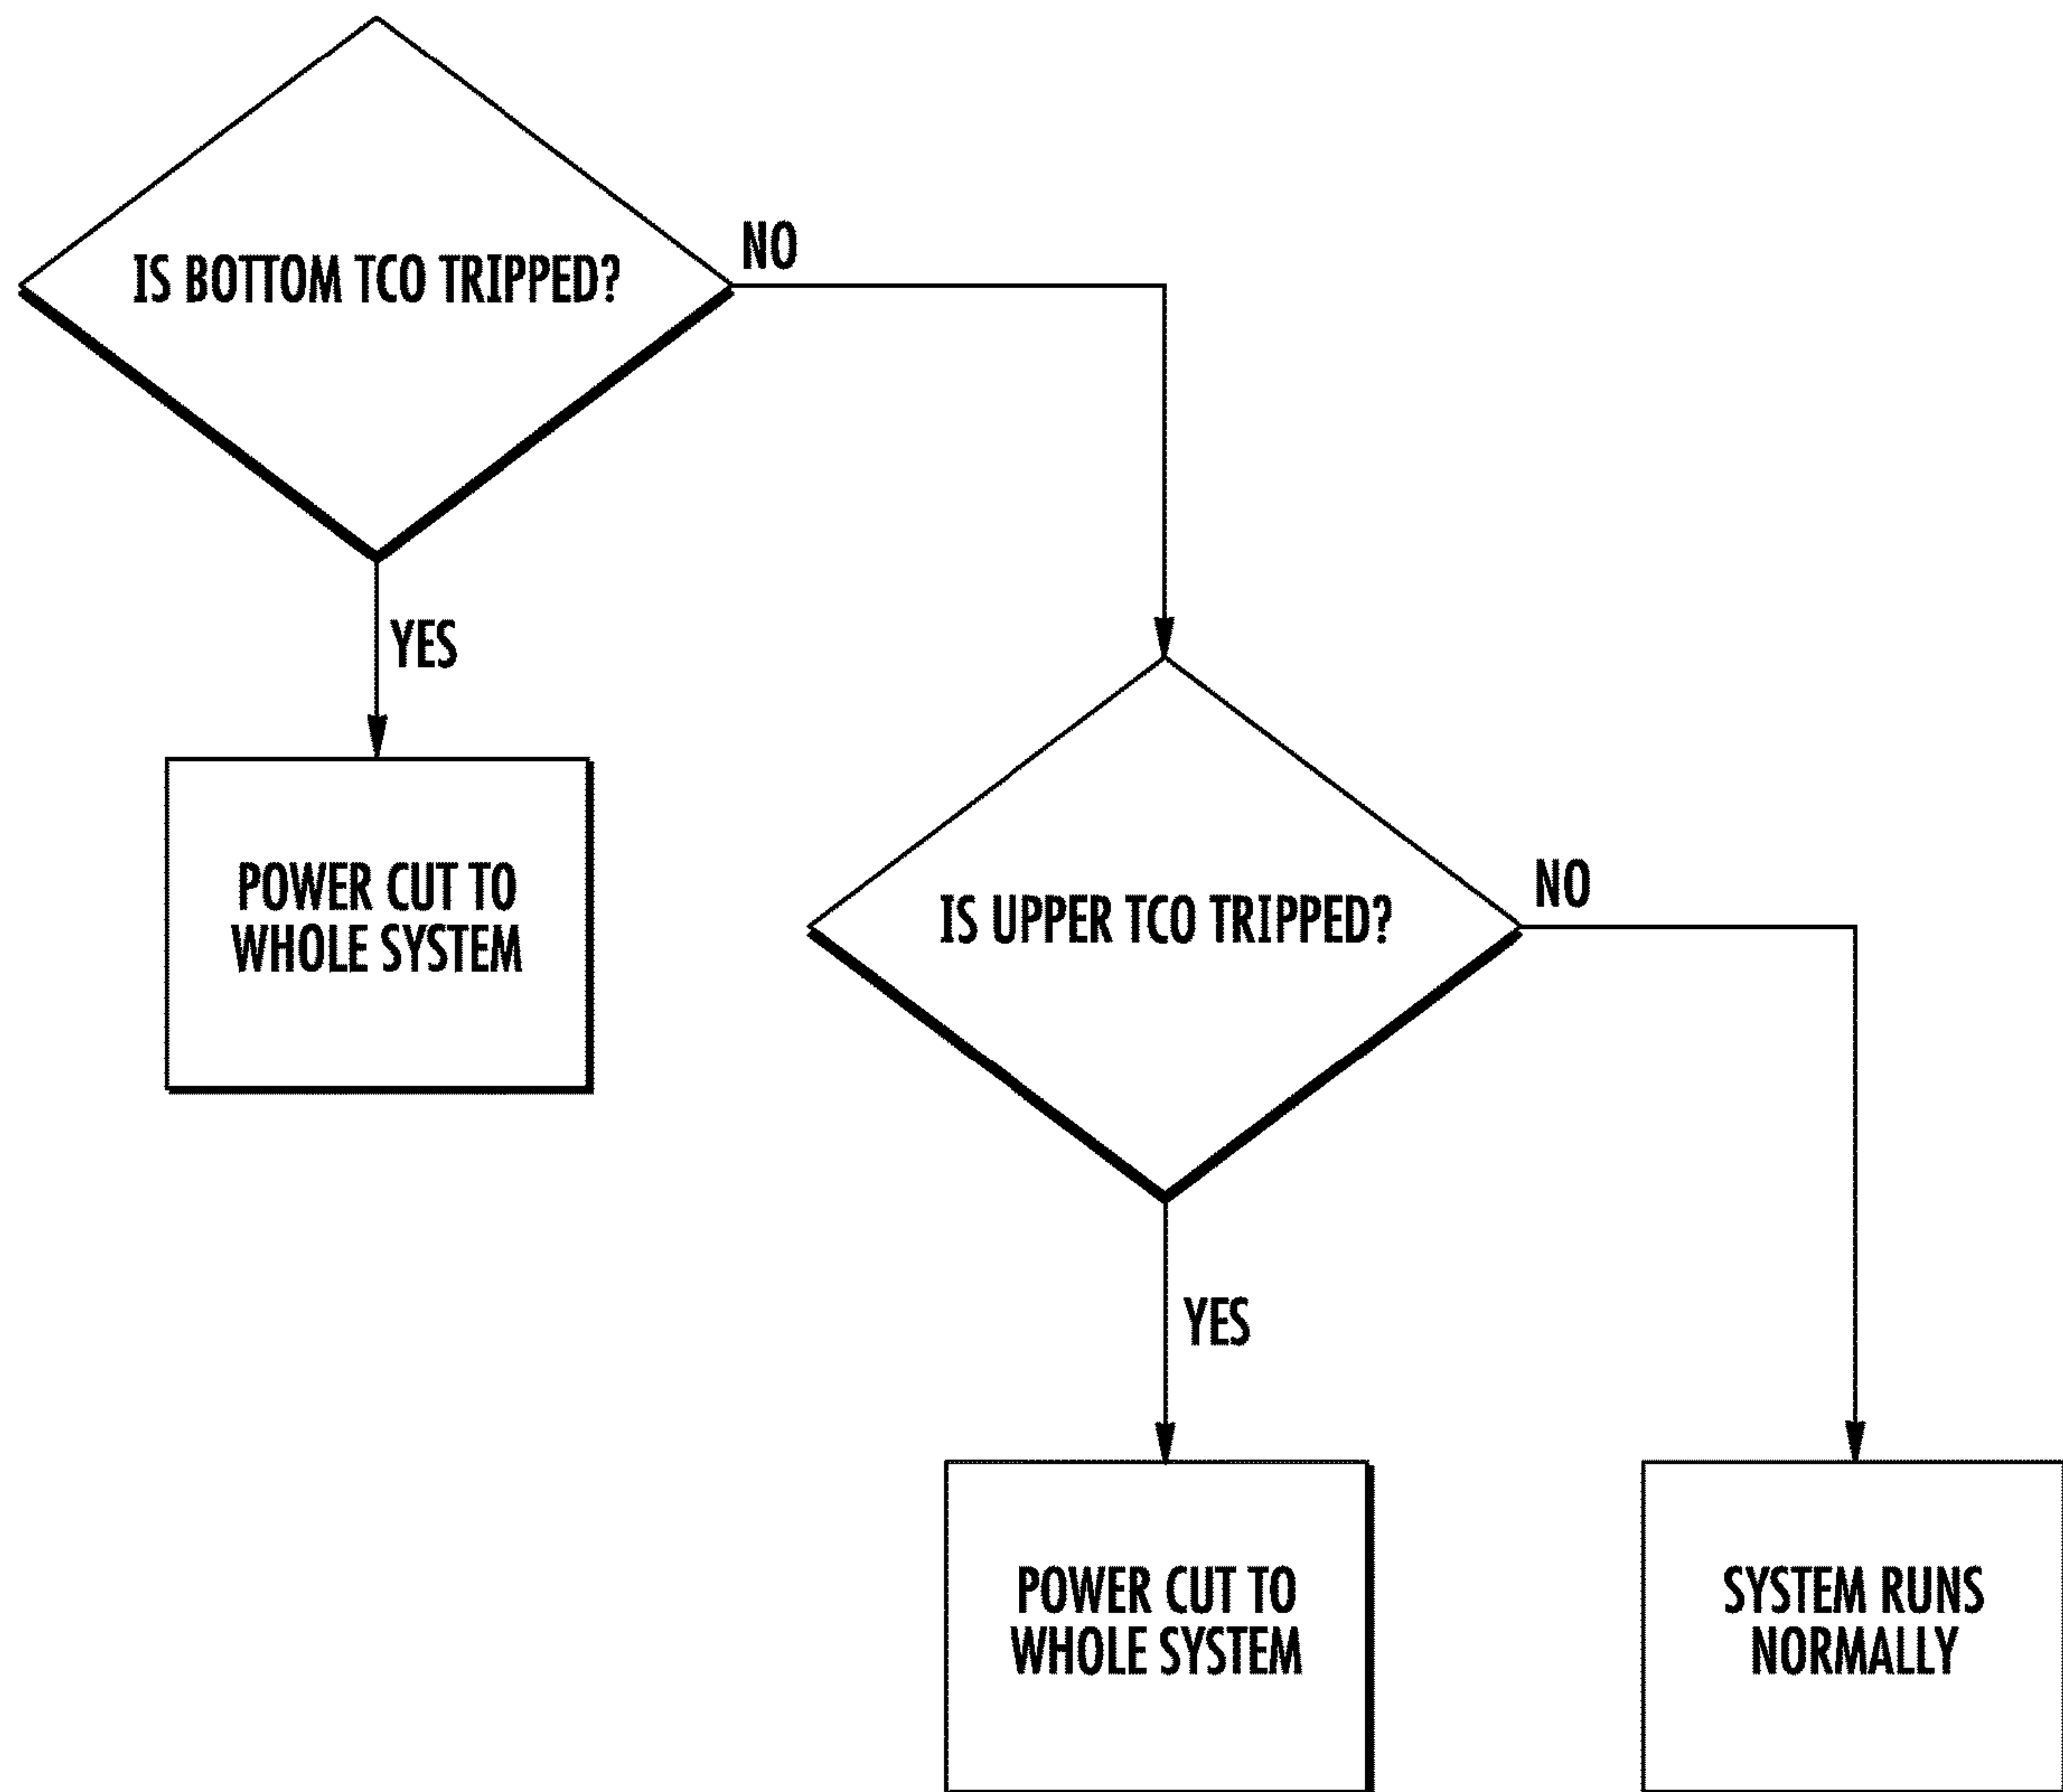 IS BOTTOM TCO TRIPPED?
NO
YES
POWER CUT TO
WHOLE SYSTEM
IS UPPER TCO TRIPPED?
NO
YES
POWER CUT TO
WHOLE SYSTEM
SYSTEM RUNS
NORMALLY